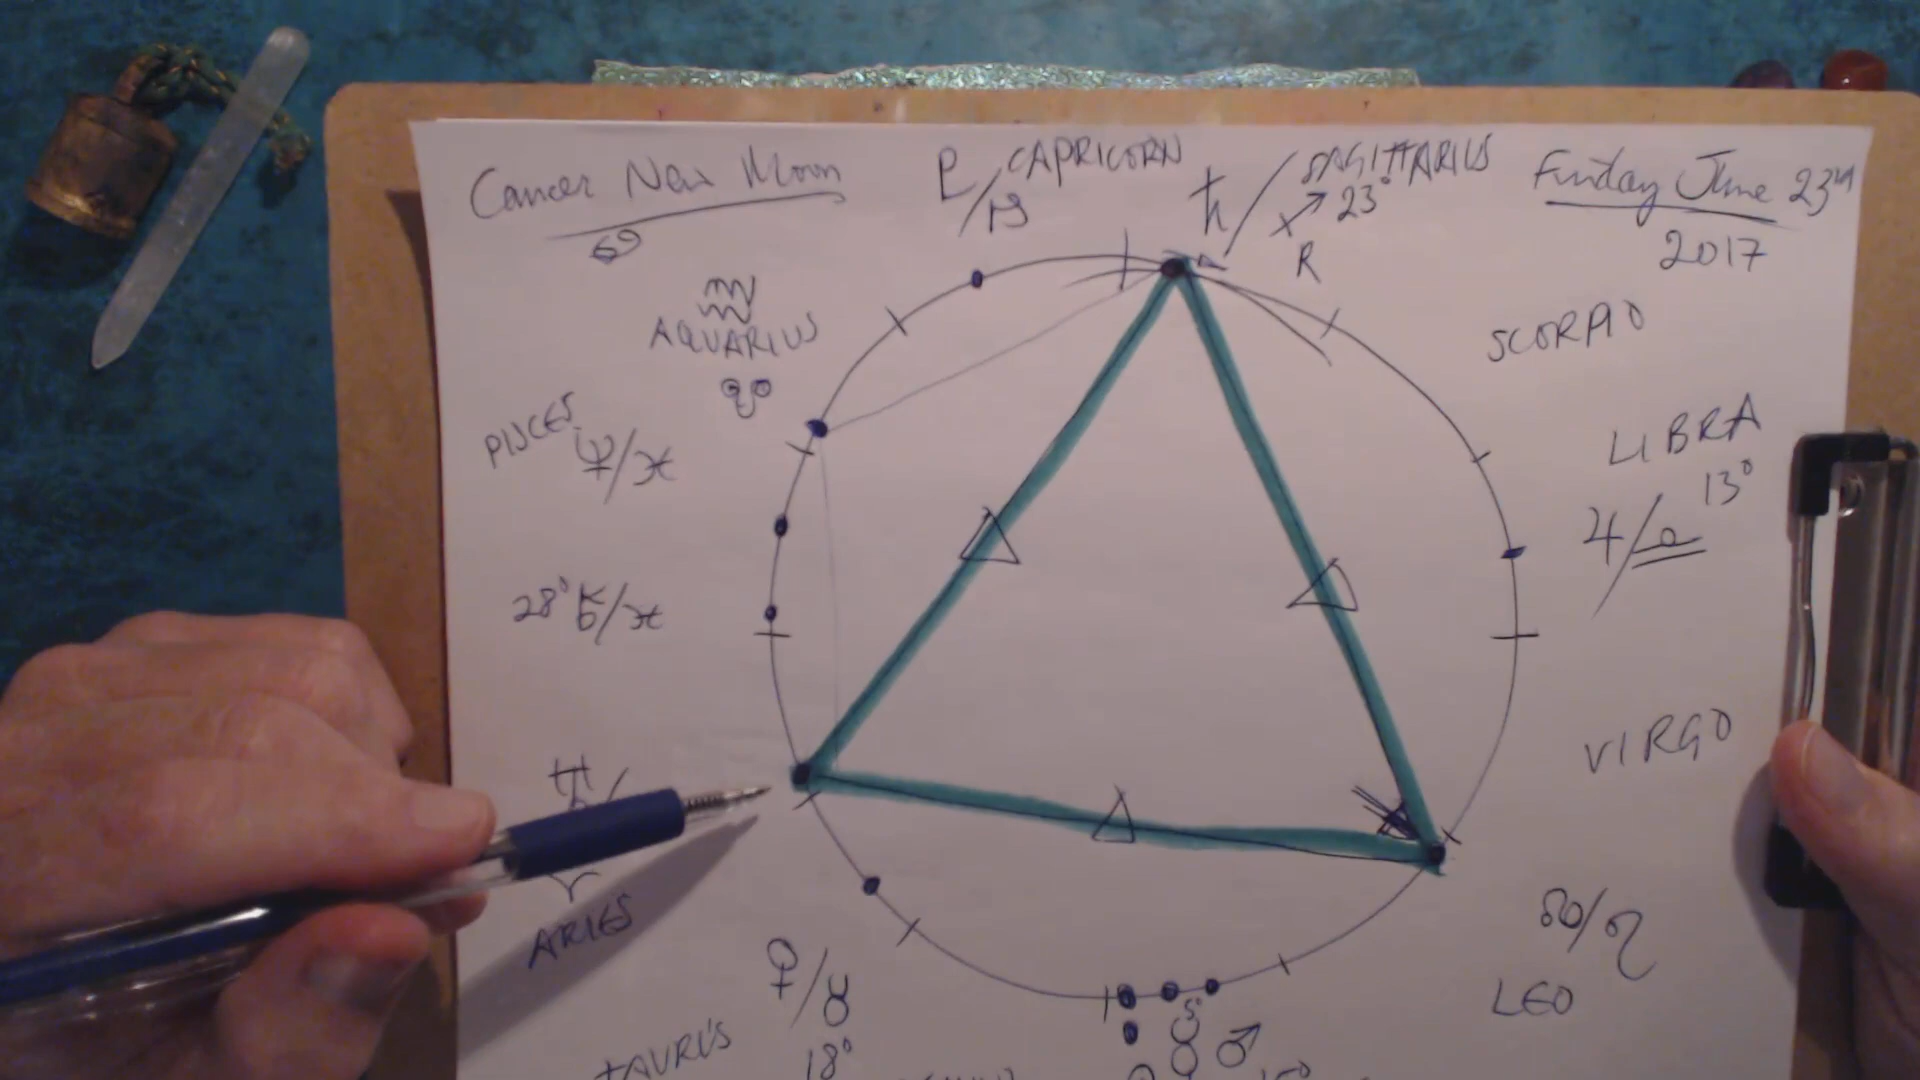 Cancer New Moon
♋
CAPRICORN
♑
♄ / SAGITTARIUS
♐ 23°
R
Friday June 23rd
2017
♒
AQUARIUS
☋
SCORPIO
PISCES
♆/♓
LIBRA
13°
♃/♎
28° ⚷/♓
VIRGO
♅/
♈
ARIES
☊/♌
LEO
♀/♉
TAURUS
18°
5°
☿
♂